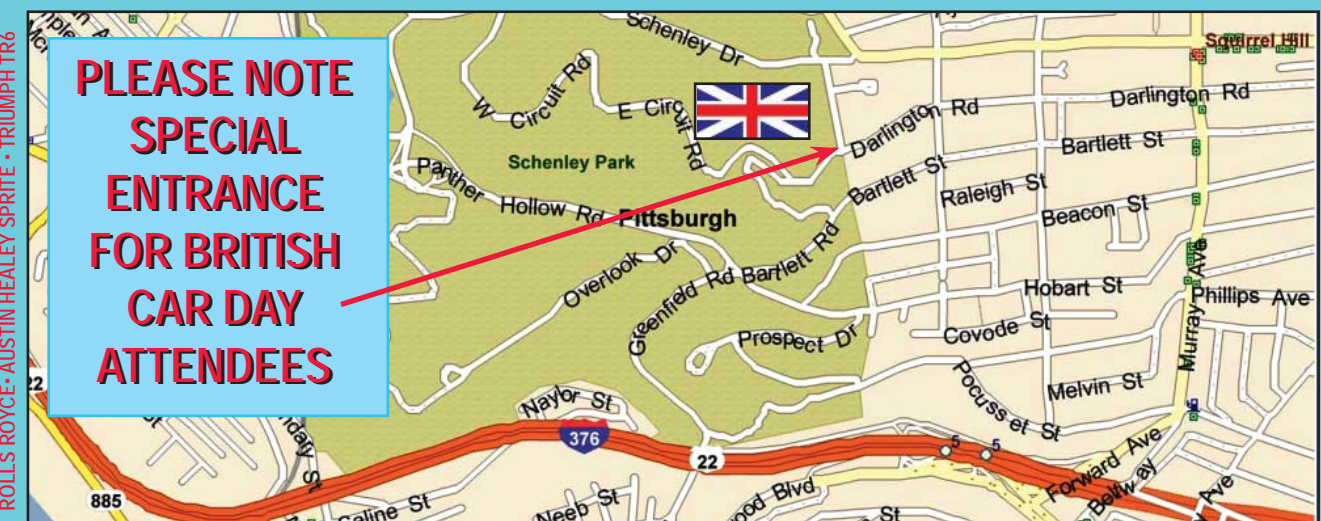 ROLLS ROYCE • AUSTIN HEALEY SPRITE • TRIUMPH TR6
PLEASE NOTE
SPECIAL
ENTRANCE
FOR BRITISH
CAR DAY
ATTENDEES
Schenley Dr
Squirrel Hill
W Circuit Rd
E Circuit Rd
Darlington Rd
Darlington Rd
Bartlett St
Schenley Park
Panther
Hollow Rd
Pittsburgh
Bartlett St
Raleigh St
Beacon St
Overlook Dr
Greenfield Rd
Bartlett Rd
Hobart St
Murray Ave
Phillips Ave
Prospect Dr
Covode St
Pocusset St
Melvin St
22
Naylor St
376
22
5
5
Forward Ave
Beltway
885
Saline St
Neeb St
Blvd
St
Ave